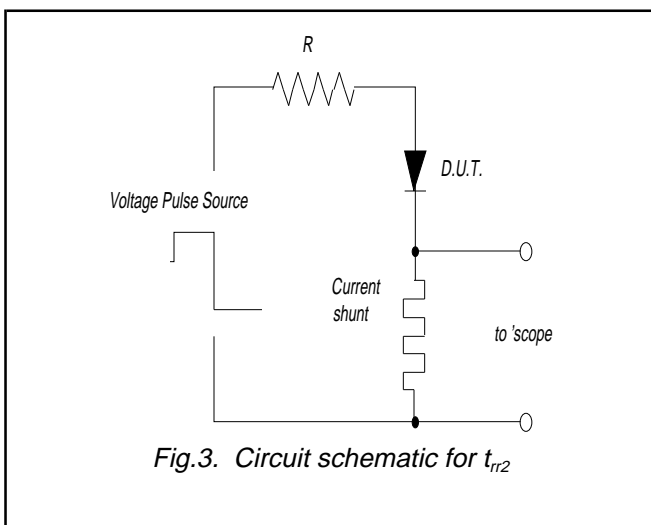 R
D.U.T.
Voltage Pulse Source
Current
shunt
to 'scope
Fig.3. Circuit schematic for trr2